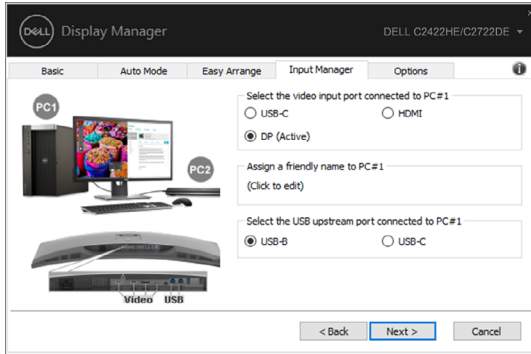 DELL Display Manager
DELL C2422HE/C2722DE
Basic
Auto Mode
Easy Arrange
Input Manager
Options
PC1
PC2
Video USB
Select the video input port connected to PC#1
USB-C
HDMI
DP (Active)
Assign a friendly name to PC#1
(Click to edit)
Select the USB upstream port connected to PC#1
USB-B
USB-C
< Back
Next >
Cancel